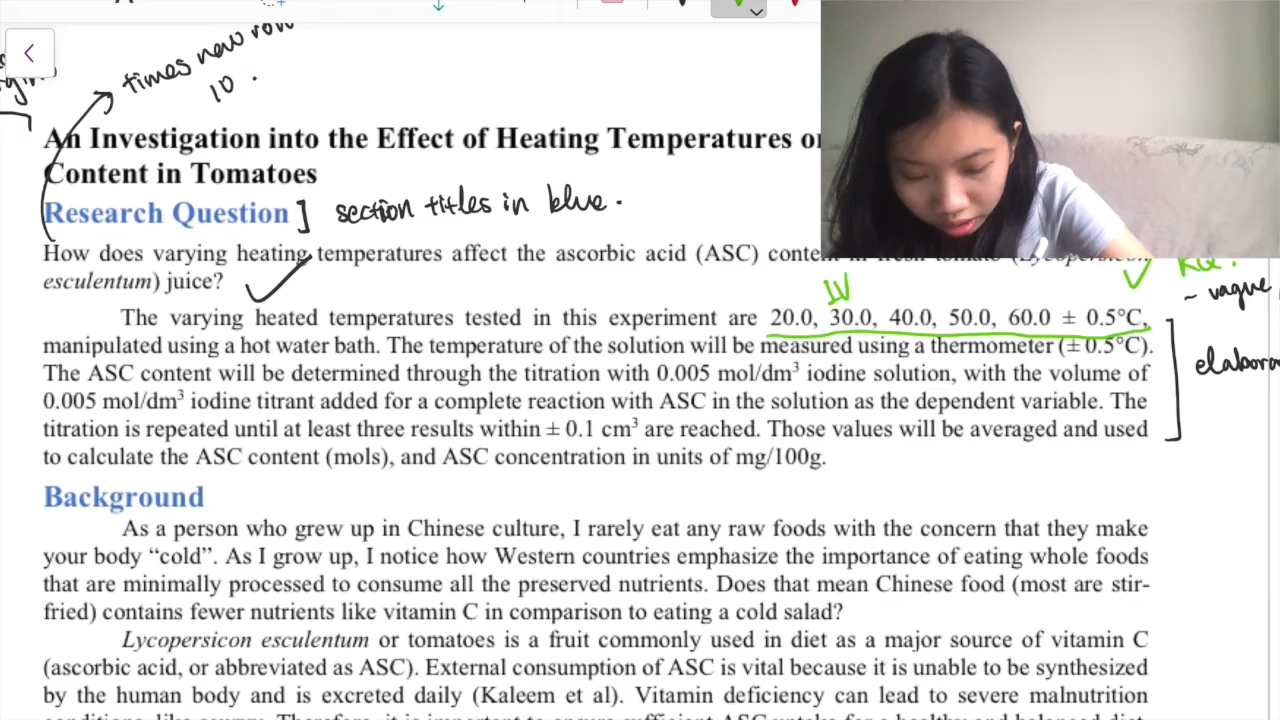 times new rom
10.
An Investigation into the Effect of Heating Temperatures on
Content in Tomatoes
Research Question] section titles in blue.
How does varying heating temperatures affect the ascorbic acid (ASC) content in fresh tomato (Lycopersicon
RQ:
esculentum) juice?
IV
~ vague
The varying heated temperatures tested in this experiment are 20.0, 30.0, 40.0, 50.0, 60.0 ± 0.5°C,
manipulated using a hot water bath. The temperature of the solution will be measured using a thermometer (± 0.5°C).
The ASC content will be determined through the titration with 0.005 mol/dm³ iodine solution, with the volume of
0.005 mol/dm³ iodine titrant added for a complete reaction with ASC in the solution as the dependent variable. The
titration is repeated until at least three results within ± 0.1 cm³ are reached. Those values will be averaged and used
to calculate the ASC content (mols), and ASC concentration in units of mg/100g.
Background
As a person who grew up in Chinese culture, I rarely eat any raw foods with the concern that they make
your body “cold”. As I grow up, I notice how Western countries emphasize the importance of eating whole foods
that are minimally processed to consume all the preserved nutrients. Does that mean Chinese food (most are stir-
fried) contains fewer nutrients like vitamin C in comparison to eating a cold salad?
Lycopersicon esculentum or tomatoes is a fruit commonly used in diet as a major source of vitamin C
(ascorbic acid, or abbreviated as ASC). External consumption of ASC is vital because it is unable to be synthesized
by the human body and is excreted daily (Kaleem et al). Vitamin deficiency can lead to severe malnutrition